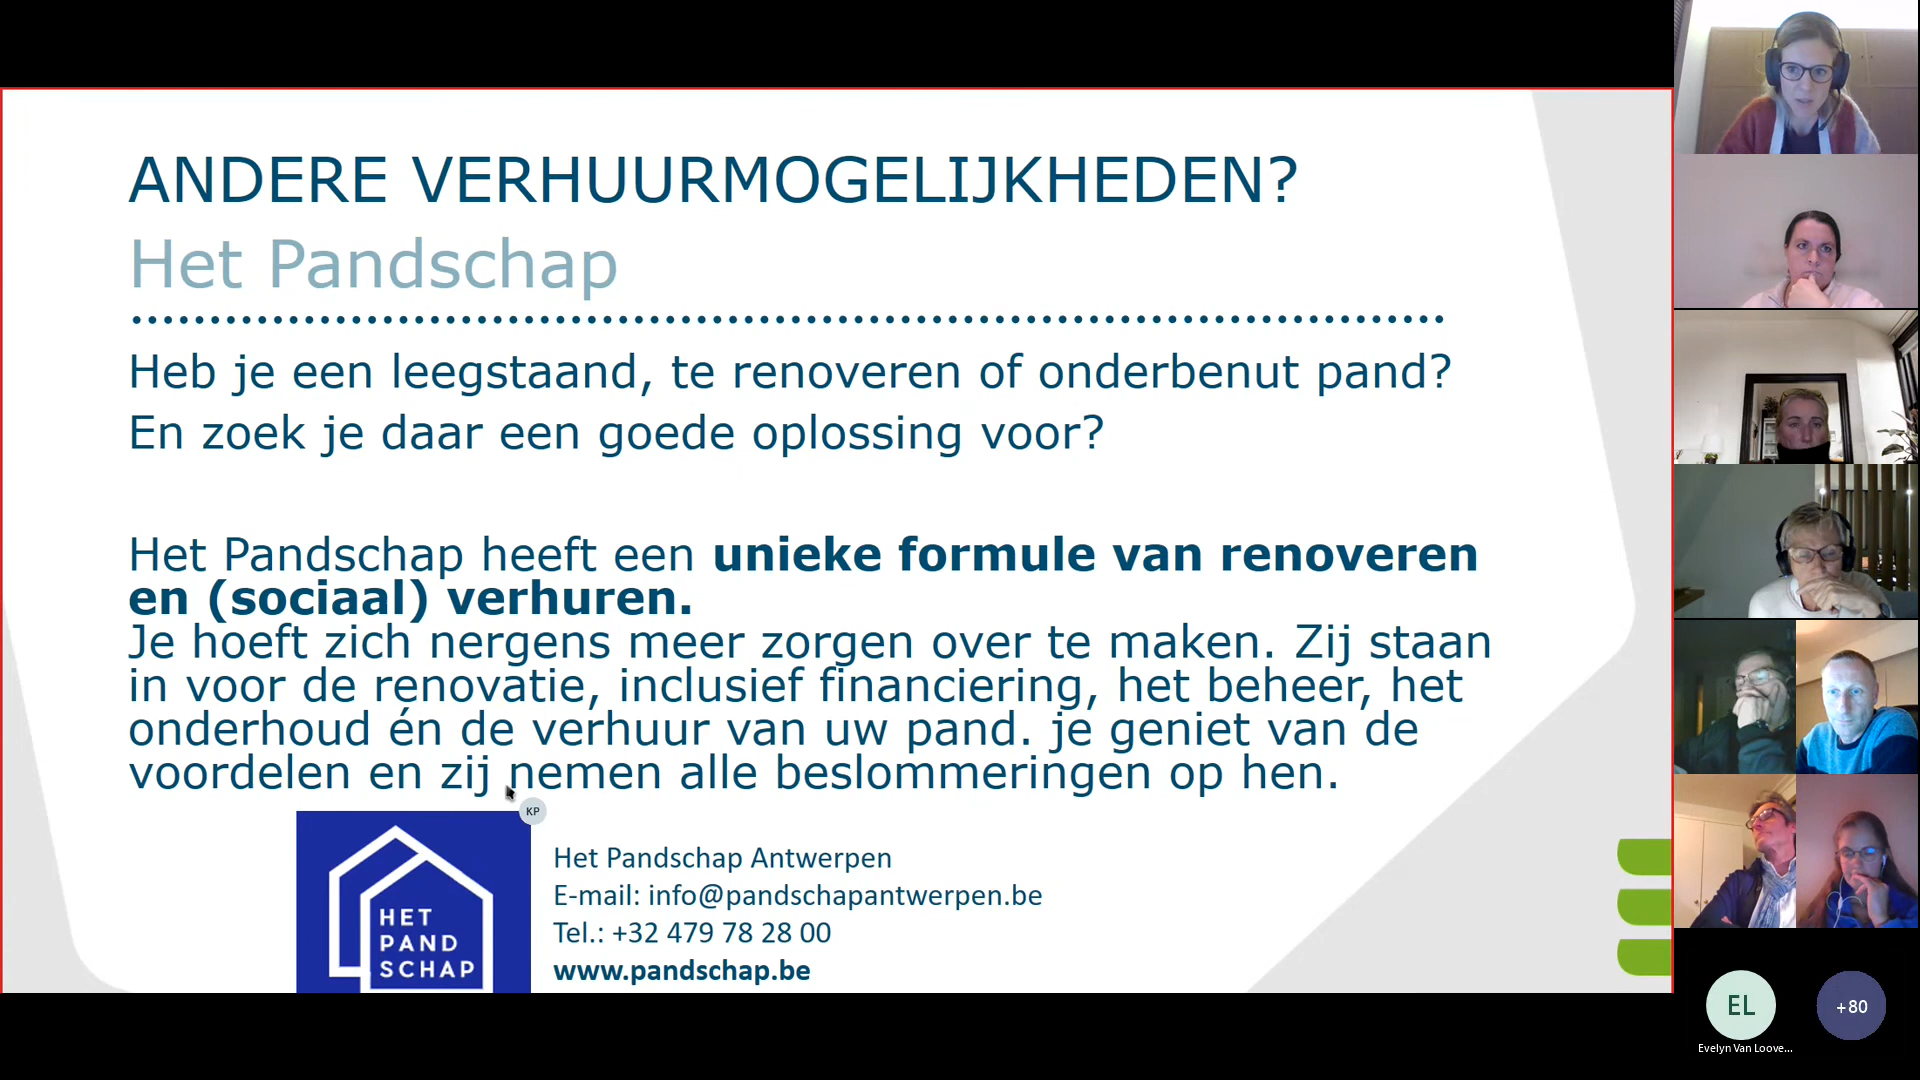 ANDERE VERHUURMOGELIJKHEDEN?
Het Pandschap
Heb je een leegstaand, te renoveren of onderbenut pand?
En zoek je daar een goede oplossing voor?
Het Pandschap heeft een unieke formule van renoveren
en (sociaal) verhuren.
Je hoeft zich nergens meer zorgen over te maken. Zij staan
in voor de renovatie, inclusief financiering, het beheer, het
onderhoud én de verhuur van uw pand. je geniet van de
voordelen en zij nemen alle beslommeringen op hen.
KP
HET
PAND
SCHAP
Het Pandschap Antwerpen
E-mail: info@pandschapantwerpen.be
Tel.: +32 479 78 28 00
www.pandschap.be
EL
+80
Evelyn Van Loove...